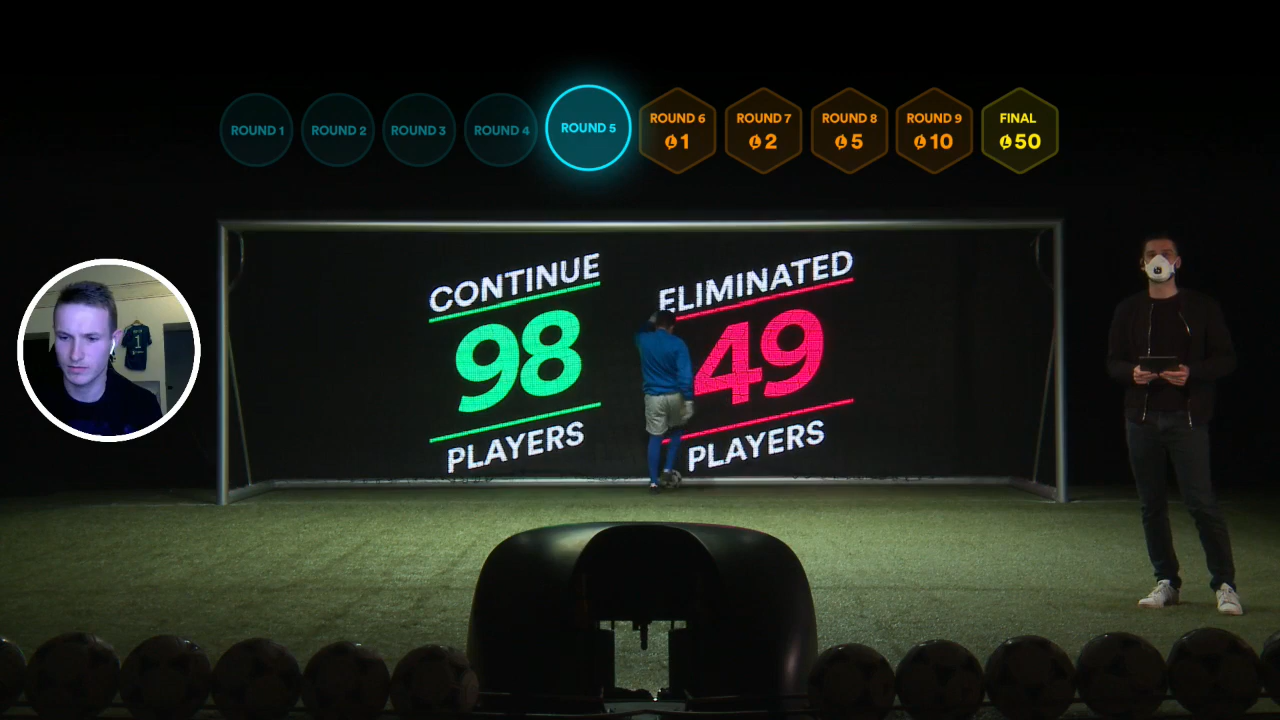 ROUND 1
ROUND 2
ROUND 3
ROUND 4
ROUND 5
ROUND 6
1
ROUND 7
2
ROUND 8
5
ROUND 9
10
FINAL
50
CONTINUE
98
PLAYERS
ELIMINATED
49
PLAYERS
1